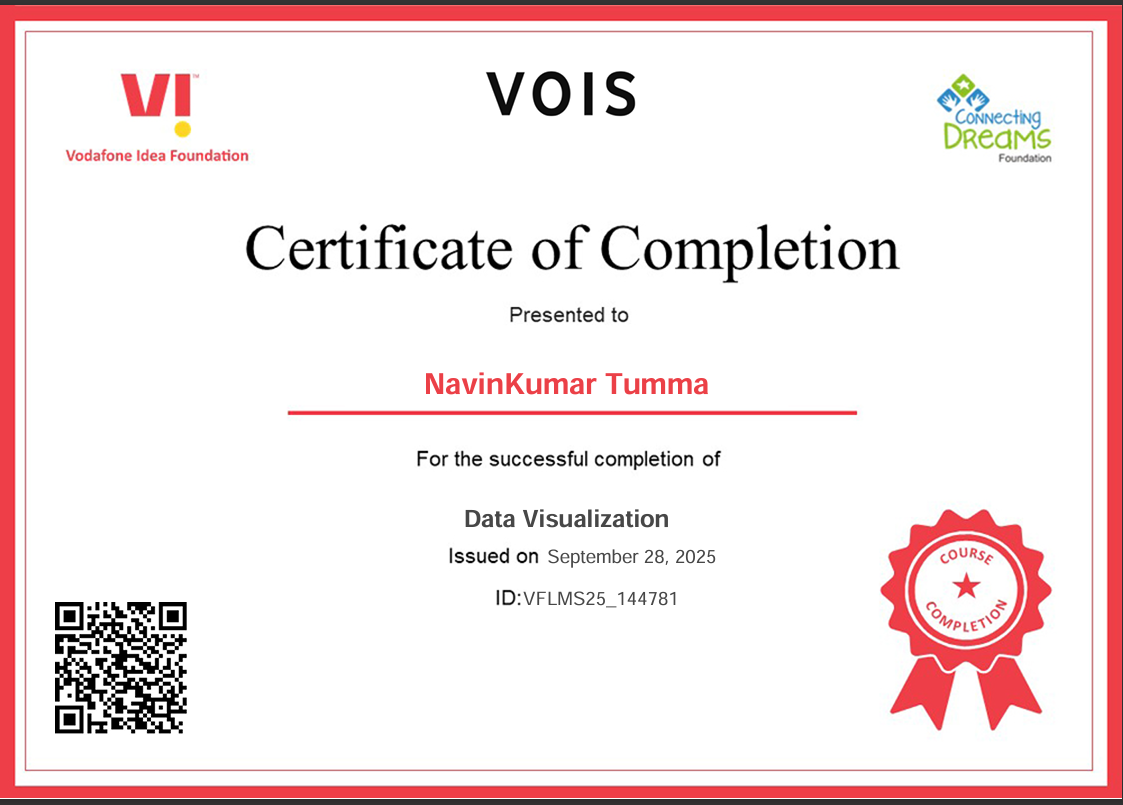 VI™
Vodafone Idea Foundation
VOIS
Connecting
Dreams
Foundation
Certificate of Completion
Presented to
NavinKumar Tumma
For the successful completion of
Data Visualization
Issued on September 28, 2025
ID:VFLMS25_144781
COURSE
COMPLETION